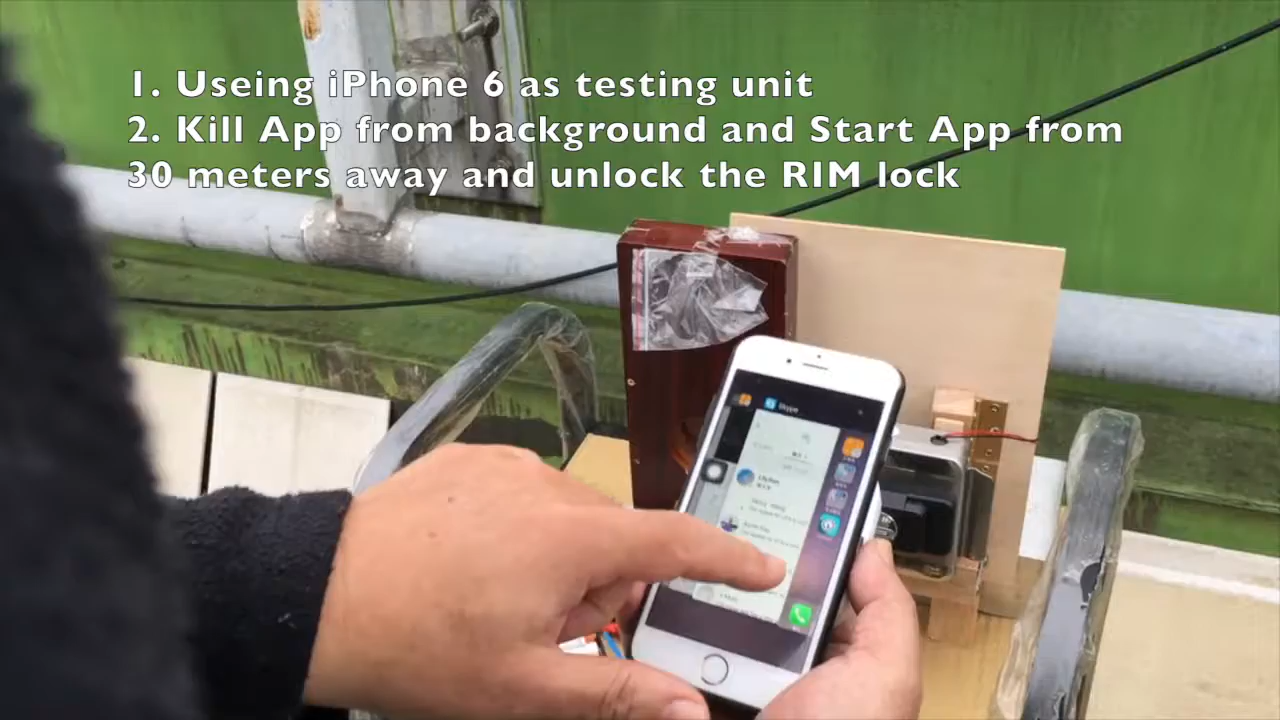 1. Useing iPhone 6 as testing unit
2. Kill App from background and Start App from
30 meters away and unlock the RIM lock
Skype